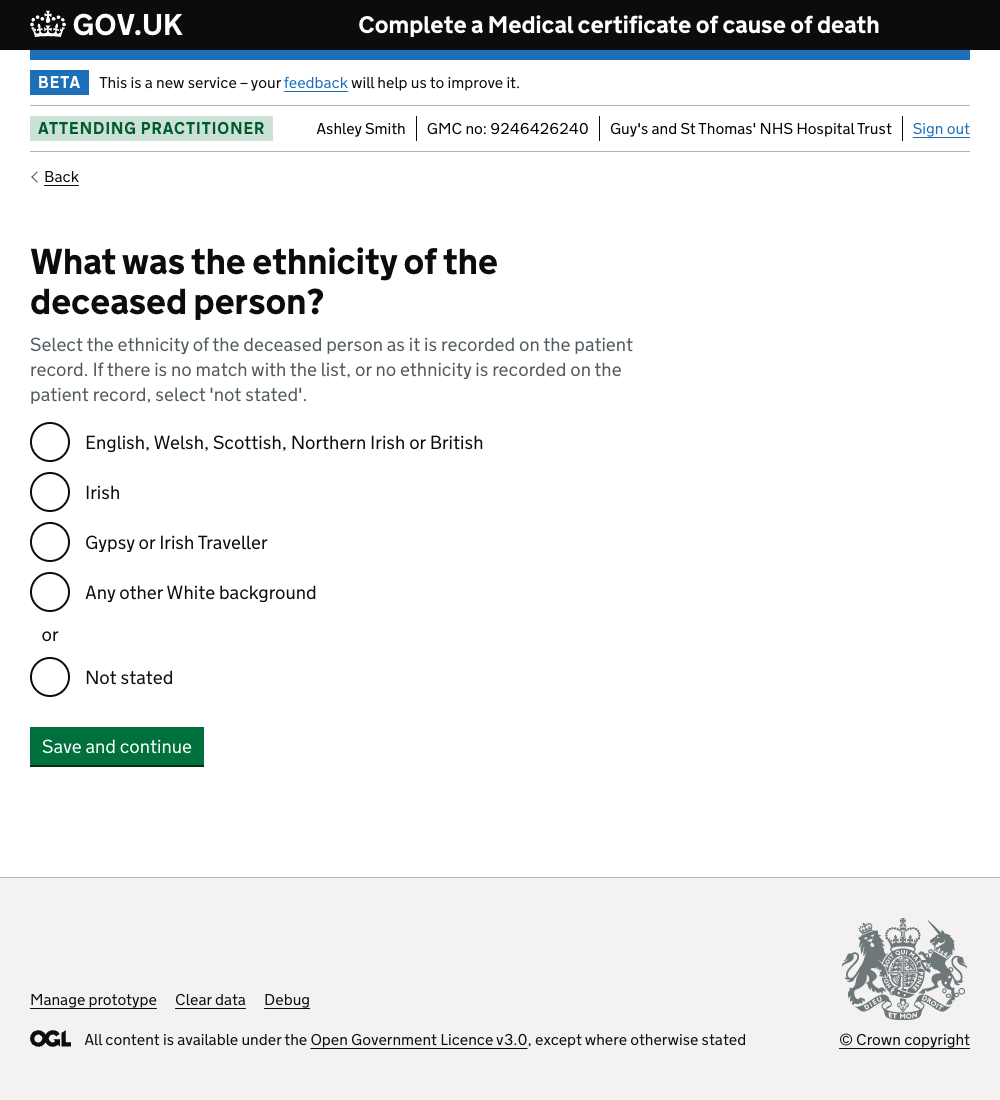 GOV.UK
Complete a Medical certificate of cause of death
BETA This is a new service – your feedback will help us to improve it.
ATTENDING PRACTITIONER Ashley Smith GMC no: 9246426240 Guy's and St Thomas' NHS Hospital Trust Sign out
Back
What was the ethnicity of the
deceased person?
Select the ethnicity of the deceased person as it is recorded on the patient
record. If there is no match with the list, or no ethnicity is recorded on the
patient record, select 'not stated'.
English, Welsh, Scottish, Northern Irish or British
Irish
Gypsy or Irish Traveller
Any other White background
or
Not stated
Save and continue
DIEU ET MON DROIT
Manage prototype Clear data Debug
OGL All content is available under the Open Government Licence v3.0, except where otherwise stated
© Crown copyright